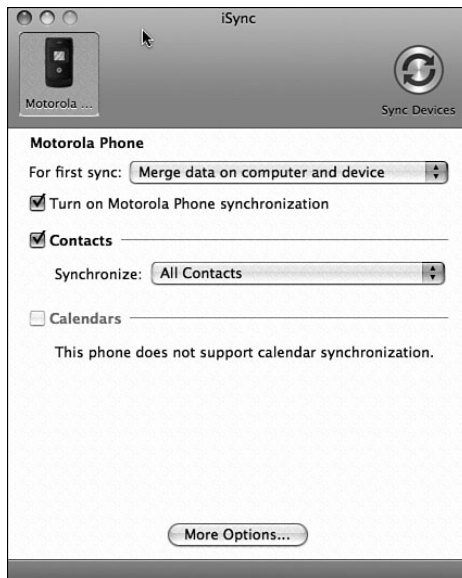 iSync
Motorola ...
Sync Devices
Motorola Phone
For first sync: Merge data on computer and device
Turn on Motorola Phone synchronization
Contacts
Synchronize: All Contacts
Calendars
This phone does not support calendar synchronization.
More Options...